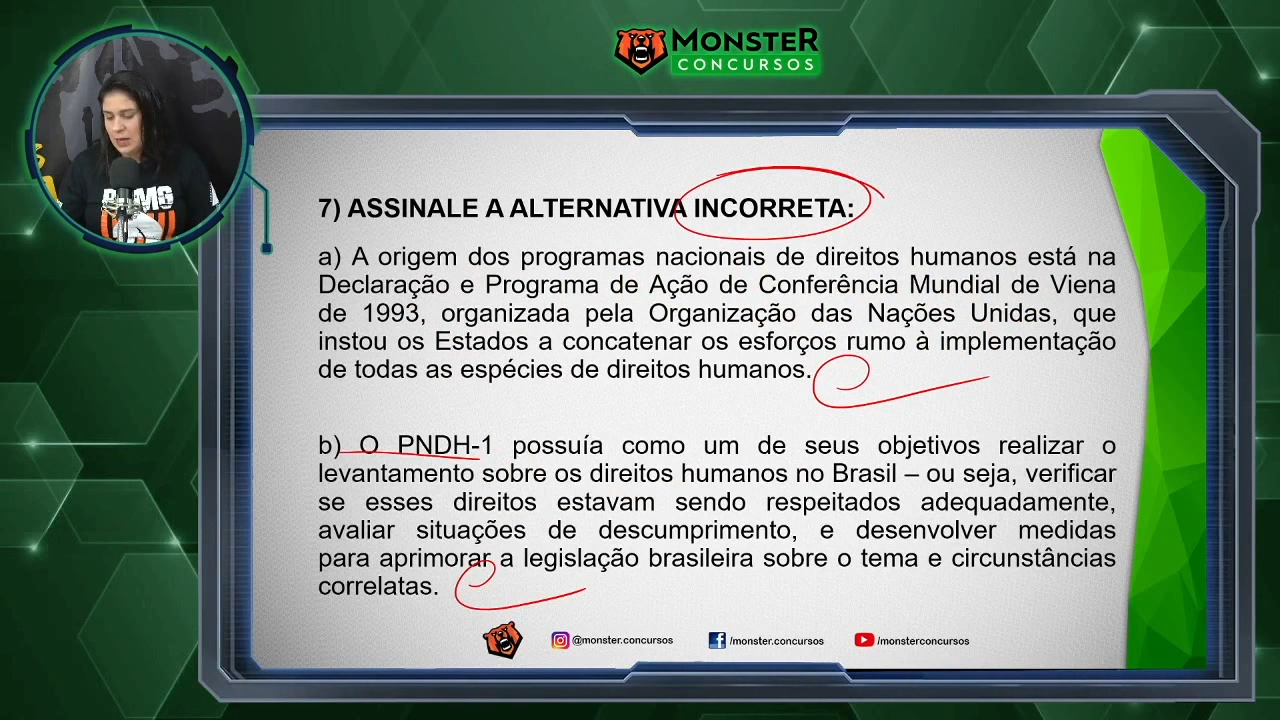 MONSTER
CONCURSOS
7) ASSINALE A ALTERNATIVA INCORRETA:
a) A origem dos programas nacionais de direitos humanos está na
Declaração e Programa de Ação de Conferência Mundial de Viena
de 1993, organizada pela Organização das Nações Unidas, que
instou os Estados a concatenar os esforços rumo à implementação
de todas as espécies de direitos humanos.
b) O PNDH-1 possuía como um de seus objetivos realizar o
levantamento sobre os direitos humanos no Brasil – ou seja, verificar
se esses direitos estavam sendo respeitados adequadamente,
avaliar situações de descumprimento, e desenvolver medidas
para aprimorar a legislação brasileira sobre o tema e circunstâncias
correlatas.
@monster.concursos
/monster.concursos
/monsterconcursos